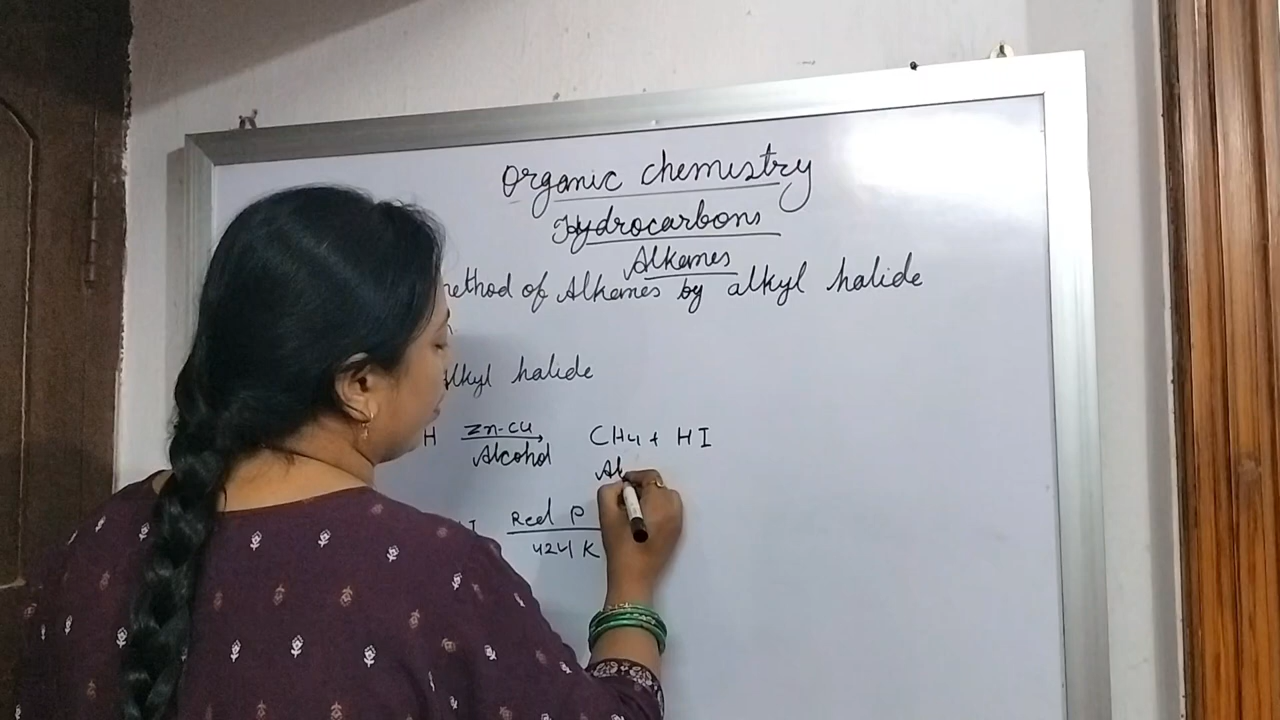 Organic chemistry
Hydrocarbons
Alkanes
method of Alkanes by alkyl halide
Alkyl halide
H Zn-Cu Alcohol CH4 + HI
Al
I Red P 424 K